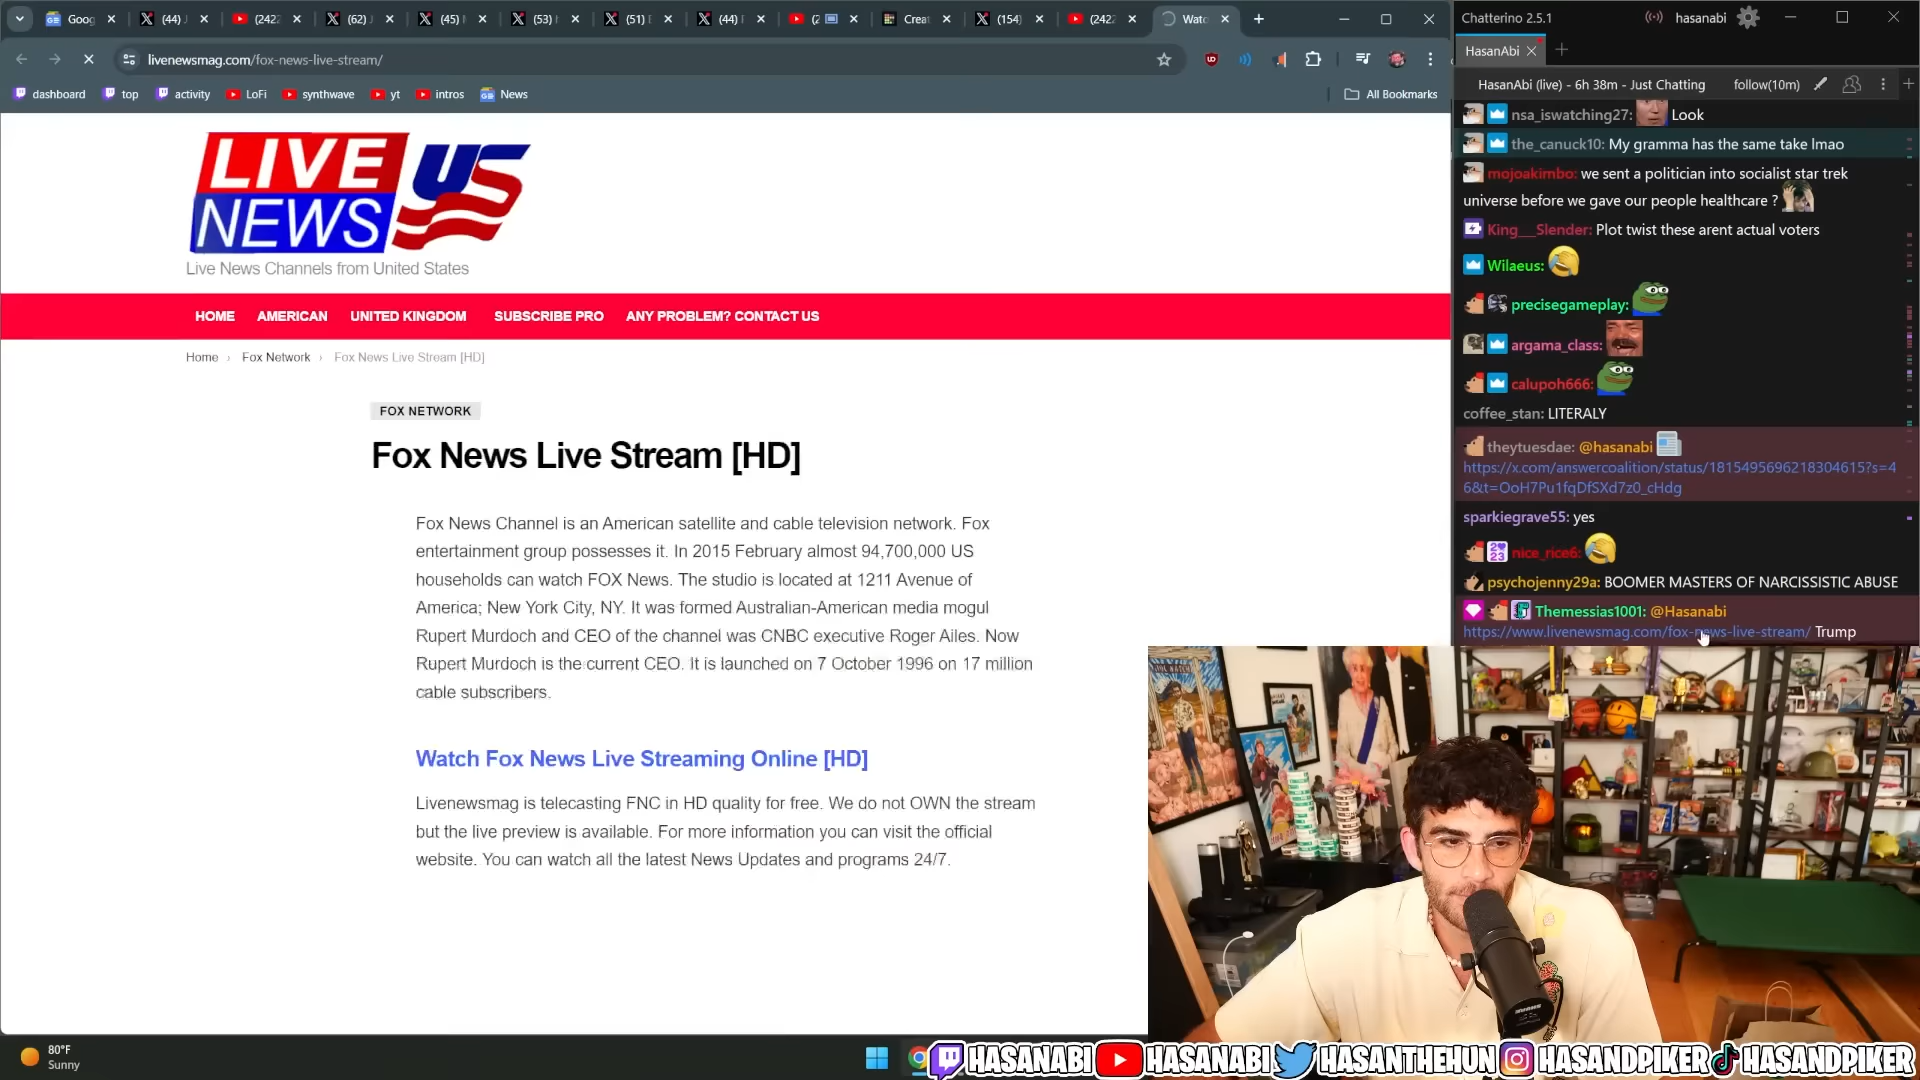 Goog
(44) J
(242
(62) J
(45)
(53)
(51) E
(44) F
(2
Creat
(154)
(242
Wate
livenewsmag.com/fox-news-live-stream/
dashboard
top
activity
LoFi
synthwave
yt
intros
News
All Bookmarks
LIVE
NEWS
US
Live News Channels from United States
HOME
AMERICAN
UNITED KINGDOM
SUBSCRIBE PRO
ANY PROBLEM? CONTACT US
Home › Fox Network › Fox News Live Stream [HD]
FOX NETWORK
Fox News Live Stream [HD]
Fox News Channel is an American satellite and cable television network. Fox
entertainment group possesses it. In 2015 February almost 94,700,000 US
households can watch FOX News. The studio is located at 1211 Avenue of
America; New York City, NY. It was formed Australian-American media mogul
Rupert Murdoch and CEO of the channel was CNBC executive Roger Ailes. Now
Rupert Murdoch is the current CEO. It is launched on 7 October 1996 on 17 million
cable subscribers.
Watch Fox News Live Streaming Online [HD]
Livenewsmag is telecasting FNC in HD quality for free. We do not OWN the stream
but the live preview is available. For more information you can visit the official
website. You can watch all the latest News Updates and programs 24/7.
Chatterino 2.5.1
hasanabi
HasanAbi
HasanAbi (live) - 6h 38m - Just Chatting
follow(10m)
nsa_iswatching27: Look
the_canuck10: My gramma has the same take lmao
mojoakimbo: we sent a politician into socialist star trek
universe before we gave our people healthcare ?
King__Slender: Plot twist these arent actual voters
Wilaeus:
precisegameplay:
argama_class:
calupoh666:
coffee_stan: LITERALY
theytuesdae: @hasanabi
https://x.com/answercoalition/status/1815495696218304615?s=4
6&t=OoH7Pu1fqDfSXd7z0_cHdg
sparkiegrave55: yes
nice_rice6:
psychojenny29a: BOOMER MASTERS OF NARCISSISTIC ABUSE
Themessias1001: @Hasanabi
https://www.livenewsmag.com/fox-news-live-stream/ Trump
80°F
Sunny
HASANABI
HASANABI
HASANTHEHUN
HASANDPIKER
HASANDPIKER